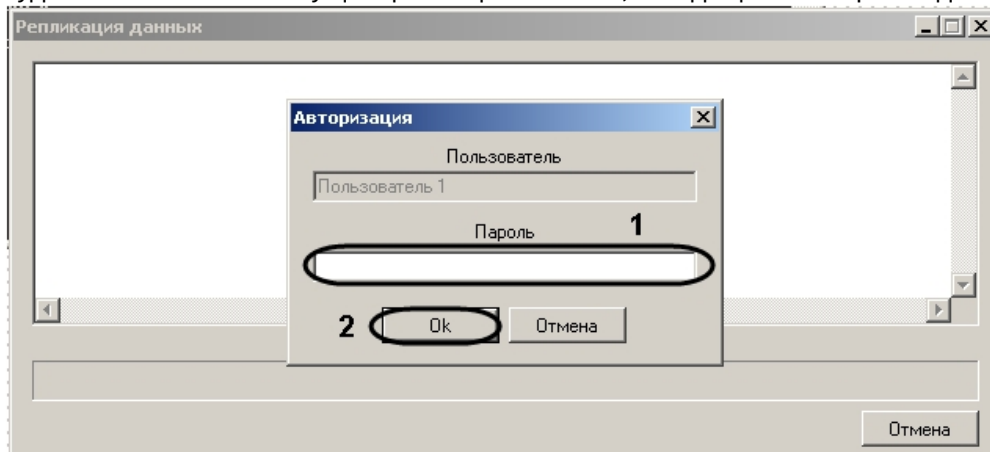 Репликация данных
Авторизация
Пользователь
Пользователь 1
Пароль
1
2
Ok
Отмена
Отмена